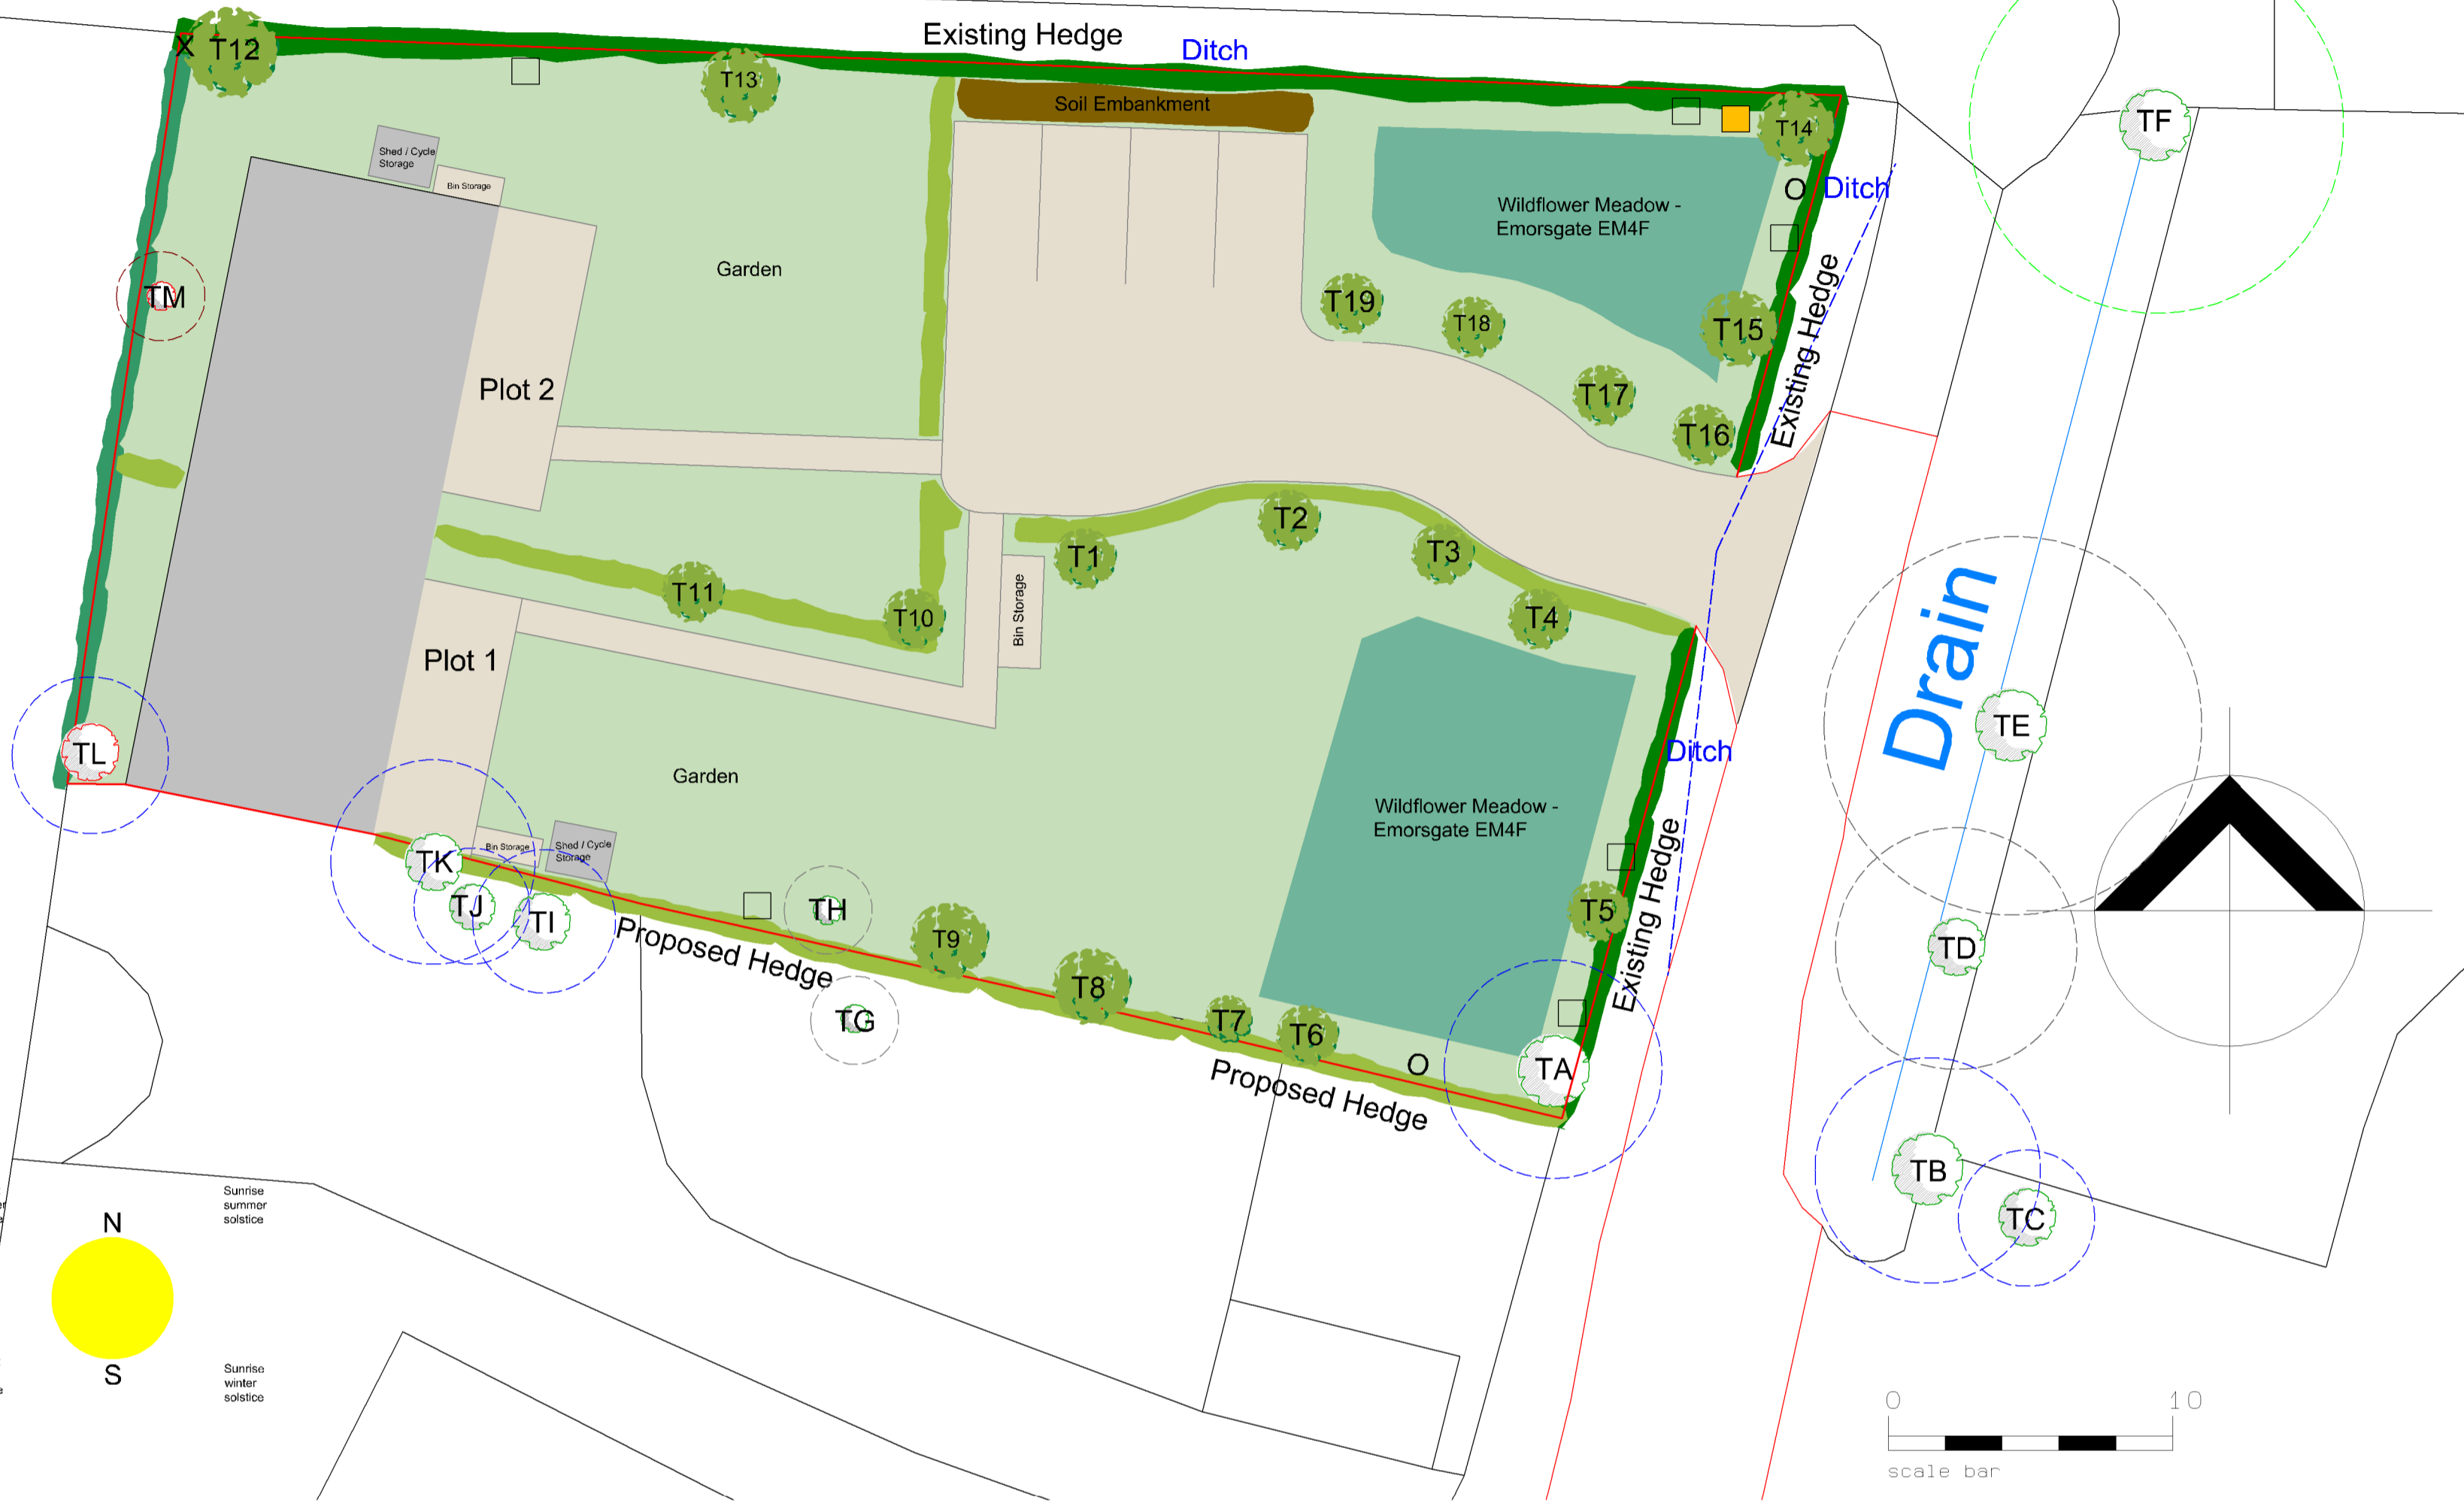 Existing Hedge
Ditch
X
T12
T13
Soil Embankment
T14
TF
Shed / Cycle
Storage
Bin Storage
O
Ditch
Wildflower Meadow -
Emorsgate EM4F
Garden
TM
T19
T18
T15
Existing Hedge
Plot 2
T17
T16
T2
T1
T3
T11
T10
Bin Storage
T4
Drain
Plot 1
TE
TL
Ditch
Garden
Wildflower Meadow -
Emorsgate EM4F
TK
Bin Storage
Shed / Cycle
Storage
TJ
TI
TH
T9
T5
Existing Hedge
TD
Proposed Hedge
T8
TG
T7
T6
O
TA
Proposed Hedge
TB
TC
Sunrise
summer
solstice
N
S
Sunrise
winter
solstice
0
10
scale bar